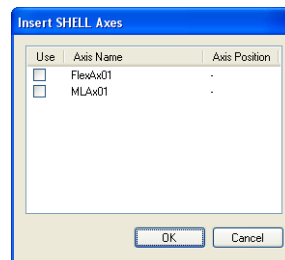 Insert SHELL Axes
Use Axis Name Axis Position
FlexAx01 -
MLAx01 -
OK Cancel